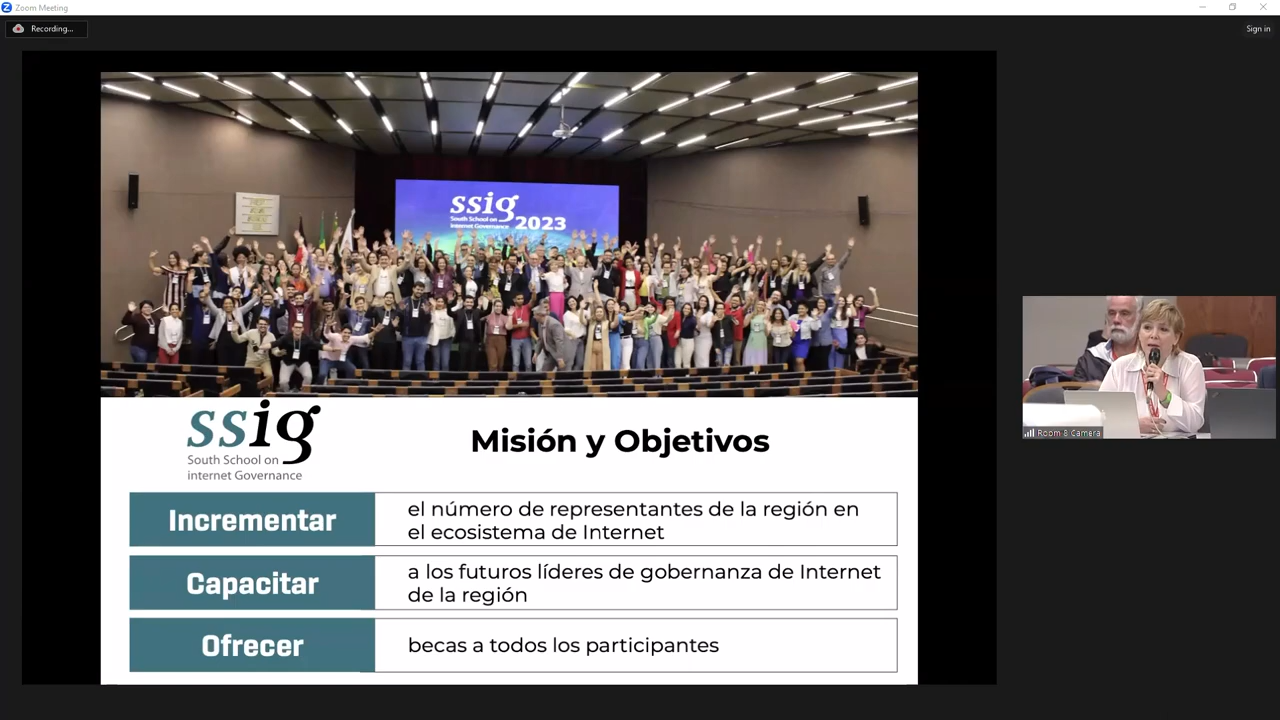 Zoom Meeting
Recording...
Sign in
ssig
South School on
Internet Governance
2023
ssig
South School on
internet Governance
Misión y Objetivos
Incrementar
el número de representantes de la región en
el ecosistema de Internet
Capacitar
a los futuros líderes de gobernanza de Internet
de la región
Ofrecer
becas a todos los participantes
Room 8 Camera